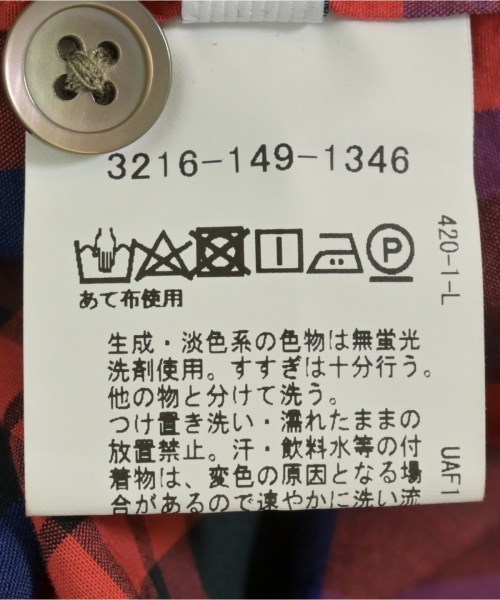 3216-149-1346
P
あて布使用
生成・淡色系の色物は無蛍光
洗剤使用。すすぎは十分行う。
他の物と分けて洗う。
つけ置き洗い・濡れたままの
放置禁止。汗・飲料水等の付
着物は、変色の原因となる場
合があるので速やかに洗い流
420-1-L
UAF1